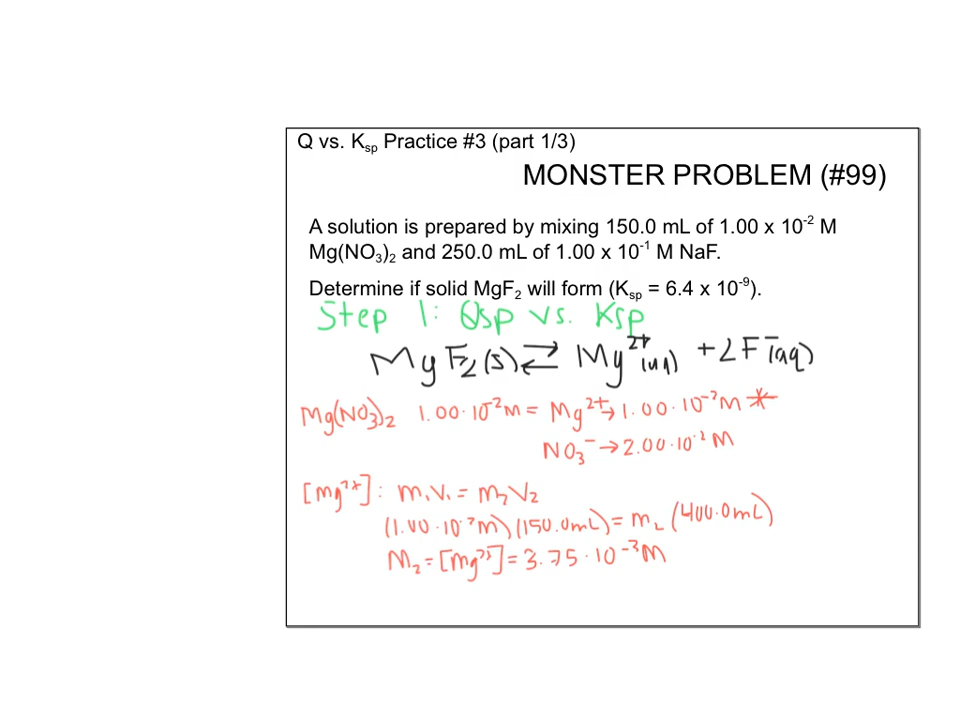 Q vs. Ksp Practice #3 (part 1/3)
MONSTER PROBLEM (#99)
A solution is prepared by mixing 150.0 mL of 1.00 x 10⁻² M
Mg(NO₃)₂ and 250.0 mL of 1.00 x 10⁻¹ M NaF.
Determine if solid MgF₂ will form (Ksp = 6.4 x 10⁻⁹).
Step 1: Qsp vs. Ksp
MgF₂(s) ⇄ Mg²⁺(aq) + 2F⁻(aq)
Mg(NO₃)₂ 1.00·10⁻²M = Mg²⁺→1.00·10⁻²M *
NO₃⁻→2.00·10⁻²M
[Mg²⁺]: M₁V₁ = M₂V₂
(1.00·10⁻²M)(150.0mL) = M₂(400.0mL)
M₂ = [Mg²⁺] = 3.75·10⁻³M